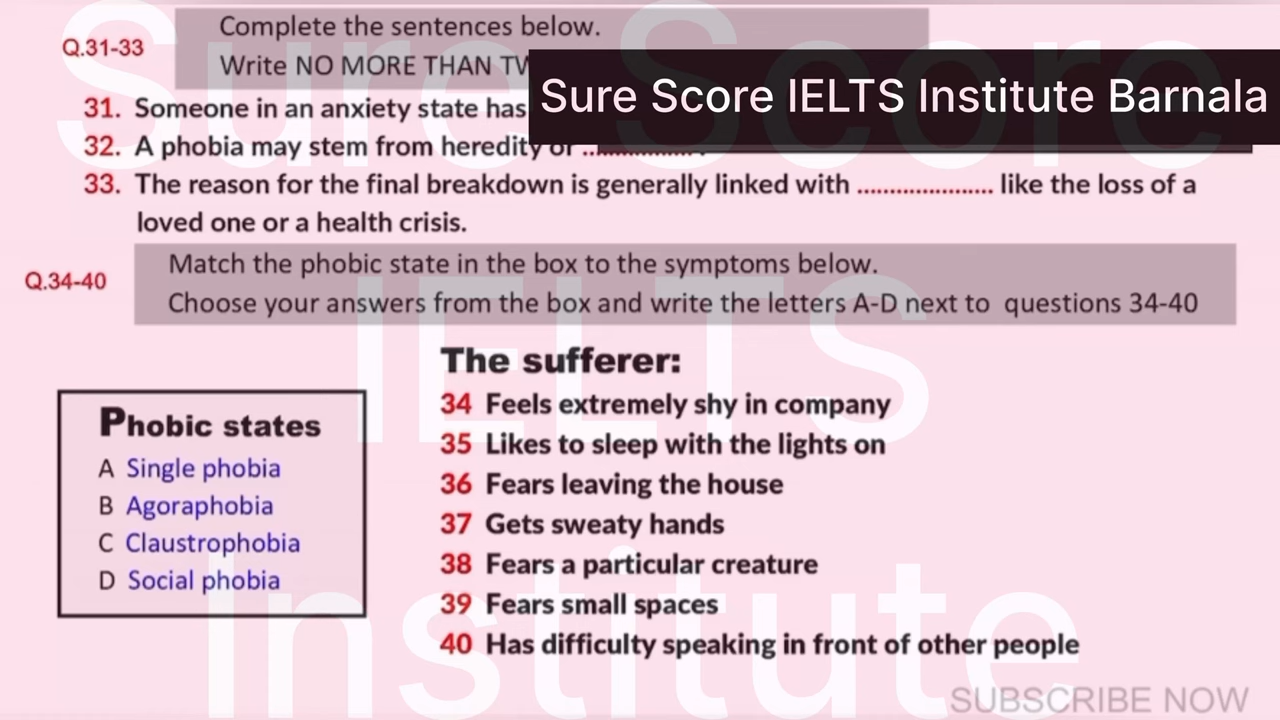 Sure Score
IELTS
Institute
Q.31-33
Complete the sentences below.
Write NO MORE THAN
Sure Score IELTS Institute Barnala
31. Someone in an anxiety state has
32. A phobia may stem from heredity or .................. .
33. The reason for the final breakdown is generally linked with ..................... like the loss of a
loved one or a health crisis.
Q.34-40
Match the phobic state in the box to the symptoms below.
Choose your answers from the box and write the letters A-D next to questions 34-40
The sufferer:
34 Feels extremely shy in company
35 Likes to sleep with the lights on
36 Fears leaving the house
37 Gets sweaty hands
38 Fears a particular creature
39 Fears small spaces
40 Has difficulty speaking in front of other people
Phobic states
A Single phobia
B Agoraphobia
C Claustrophobia
D Social phobia
SUBSCRIBE NOW